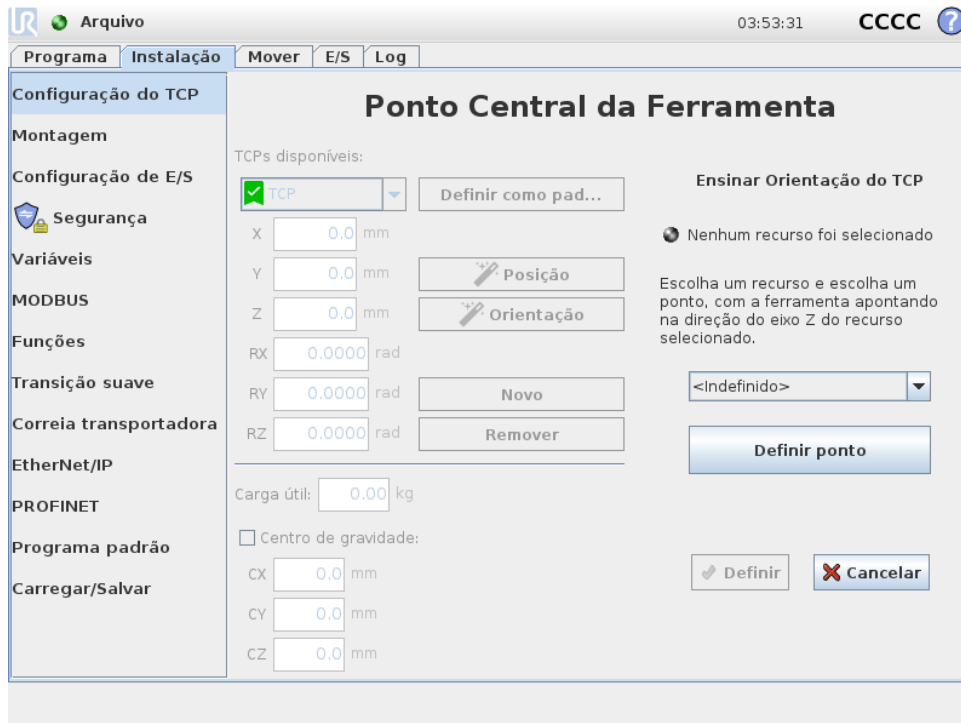 UR Arquivo 03:53:31 CCCC ?
Programa Instalação Mover E/S Log
Configuração do TCP
Montagem
Configuração de E/S
Segurança
Variáveis
MODBUS
Funções
Transição suave
Correia transportadora
EtherNet/IP
PROFINET
Programa padrão
Carregar/Salvar
Ponto Central da Ferramenta
TCPs disponíveis:
TCP Definir como pad...
X 0.0 mm
Y 0.0 mm Posição
Z 0.0 mm Orientação
RX 0.0000 rad
RY 0.0000 rad Novo
RZ 0.0000 rad Remover
Carga útil: 0.00 kg
Centro de gravidade:
CX 0.0 mm
CY 0.0 mm
CZ 0.0 mm
Ensinar Orientação do TCP
Nenhum recurso foi selecionado
Escolha um recurso e escolha um
ponto, com a ferramenta apontando
na direção do eixo Z do recurso
selecionado.
<Indefinido>
Definir ponto
Definir Cancelar